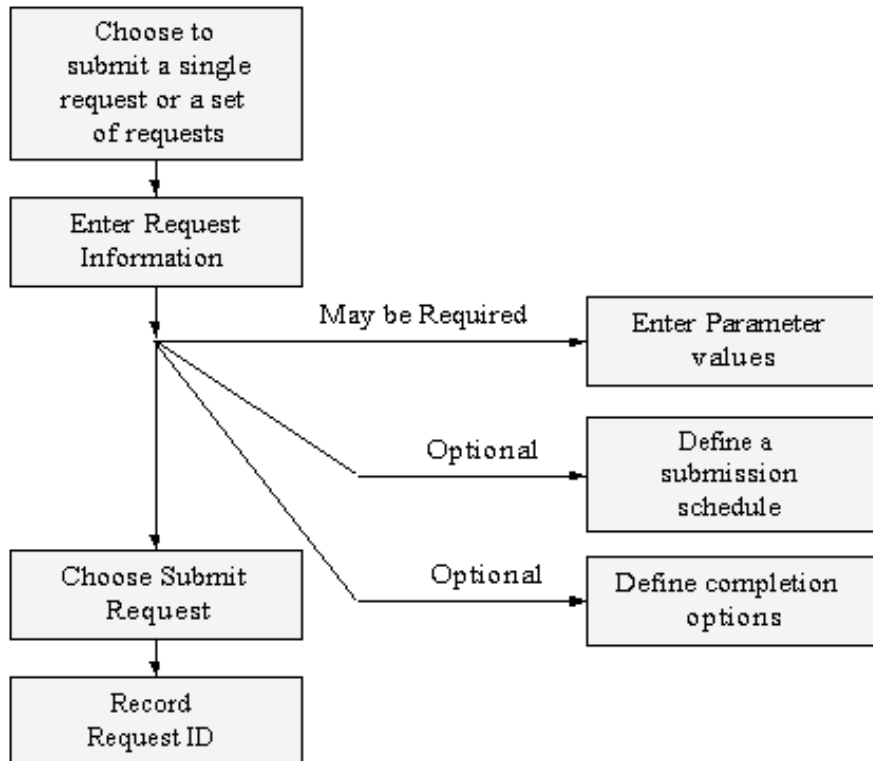 Choose to
submit a single
request or a set
of requests
Enter Request
Information
May be Required
Enter Parameter
values
Optional
Define a
submission
schedule
Optional
Define completion
options
Choose Submit
Request
Record
Request ID